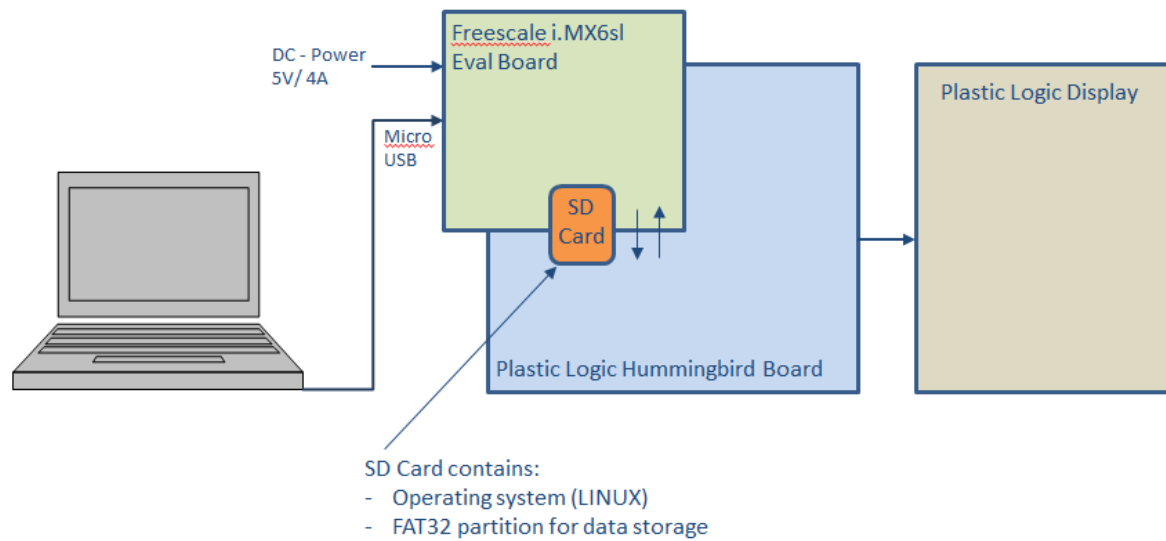 Freescale i.MX6sl
Eval Board
DC - Power
5V/ 4A
Micro
USB
Plastic Logic Display
SD
Card
Plastic Logic Hummingbird Board
SD Card contains:
- Operating system (LINUX)
- FAT32 partition for data storage